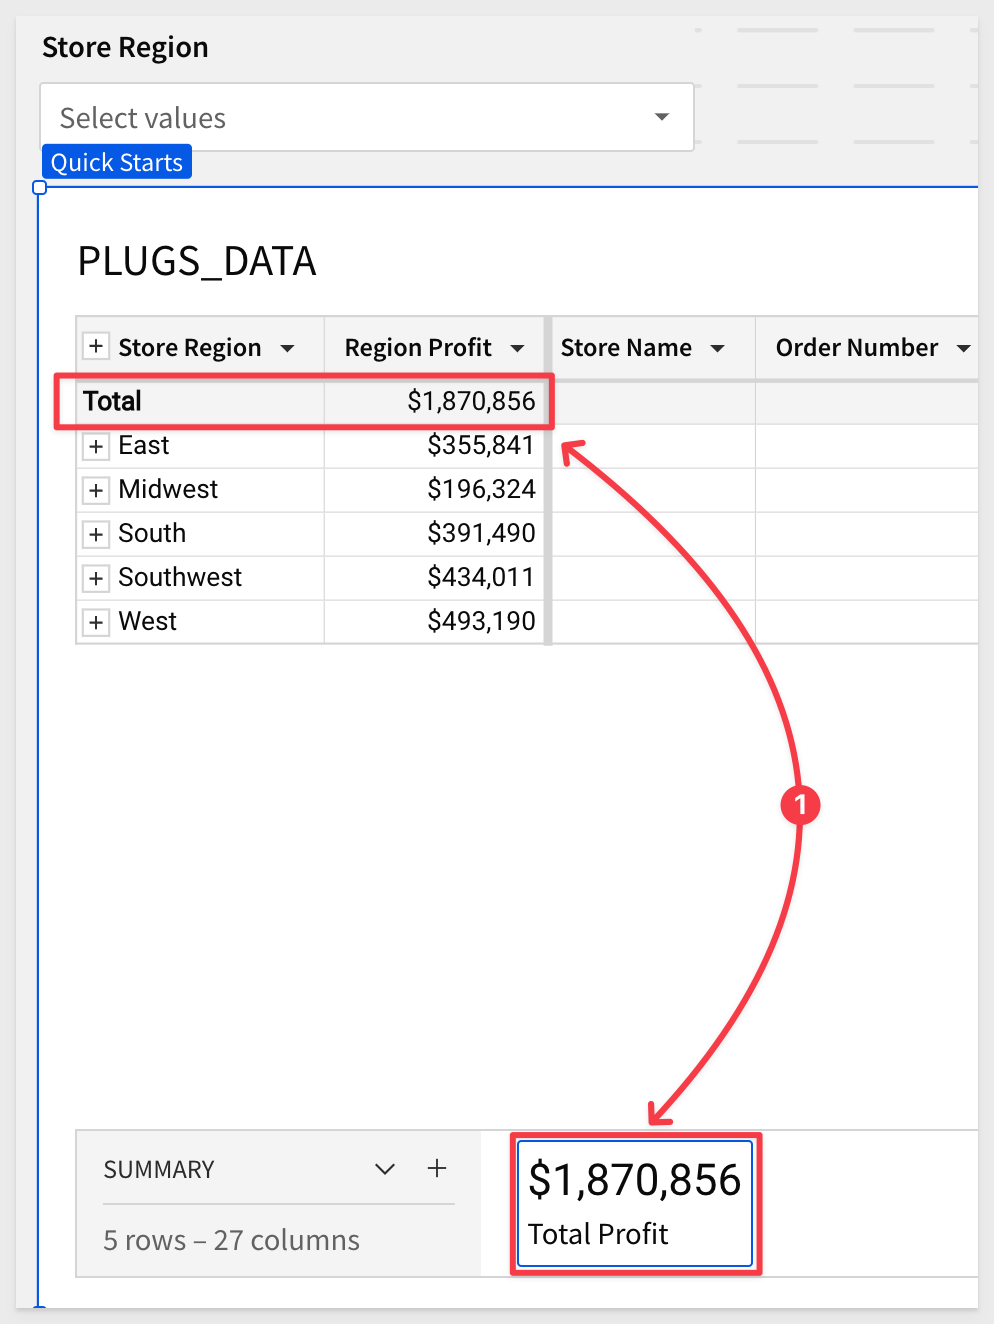 Store Region
Select values
Quick Starts
PLUGS_DATA
Store Region Region Profit Store Name Order Number
Total $1,870,856
East $355,841
Midwest $196,324
South $391,490
Southwest $434,011
West $493,190
1
SUMMARY
5 rows – 27 columns
$1,870,856
Total Profit